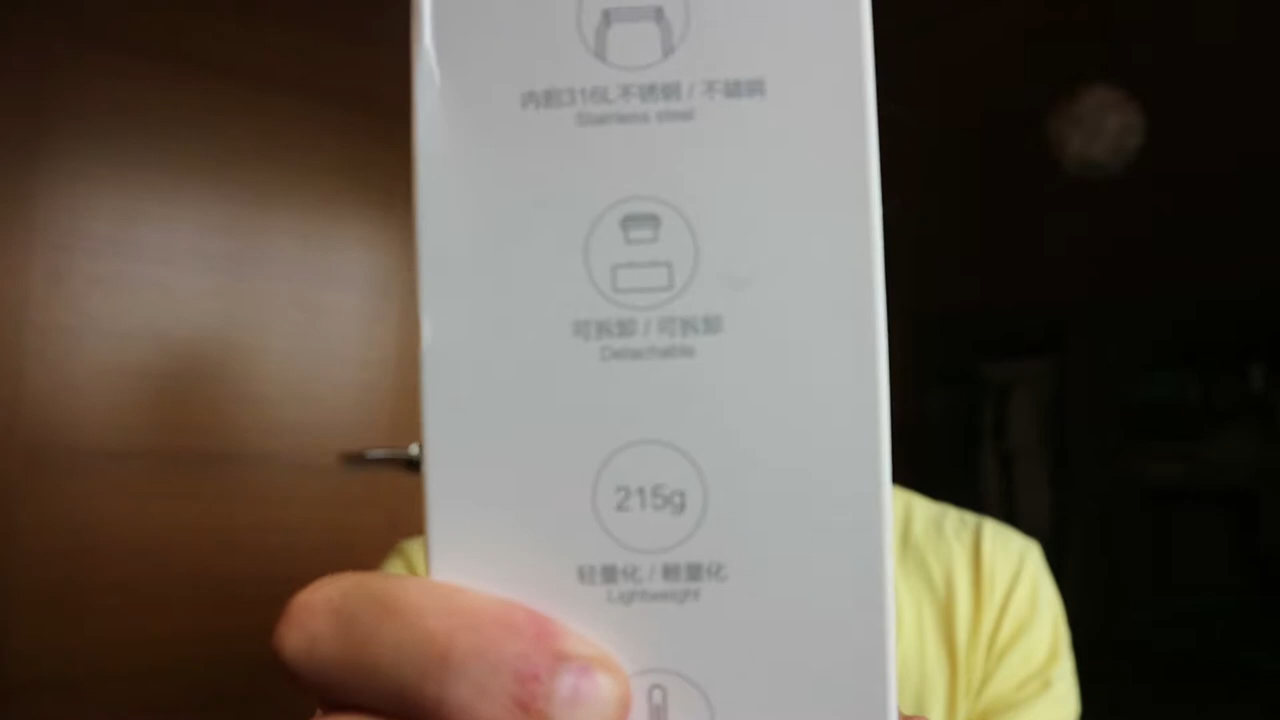 内胆316L不锈钢 / 不鏽鋼
Stainless steel
可拆卸 / 可拆卸
Detachable
215g
轻量化 / 輕量化
Lightweight